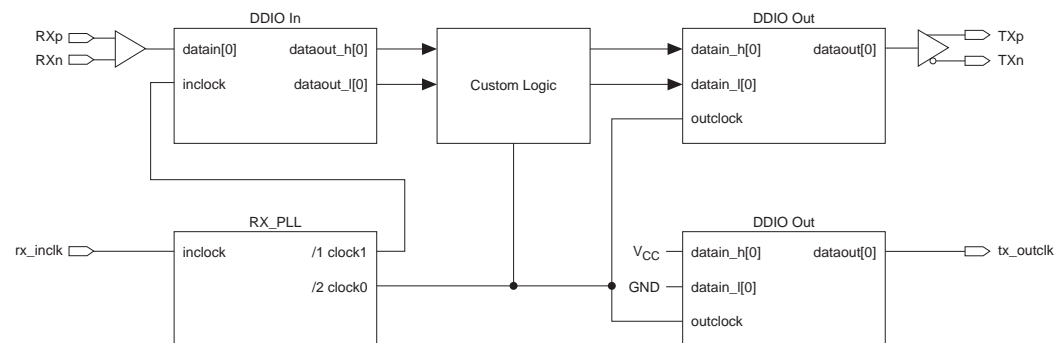 DDIO In
DDIO Out
RXp
RXn
datain[0]
dataout_h[0]
inclock
dataout_l[0]
Custom Logic
datain_h[0]
dataout[0]
datain_l[0]
outclock
TXp
TXn
RX_PLL
DDIO Out
rx_inclk
inclock
/1 clock1
/2 clock0
VCC
GND
datain_h[0]
dataout[0]
datain_l[0]
outclock
tx_outclk